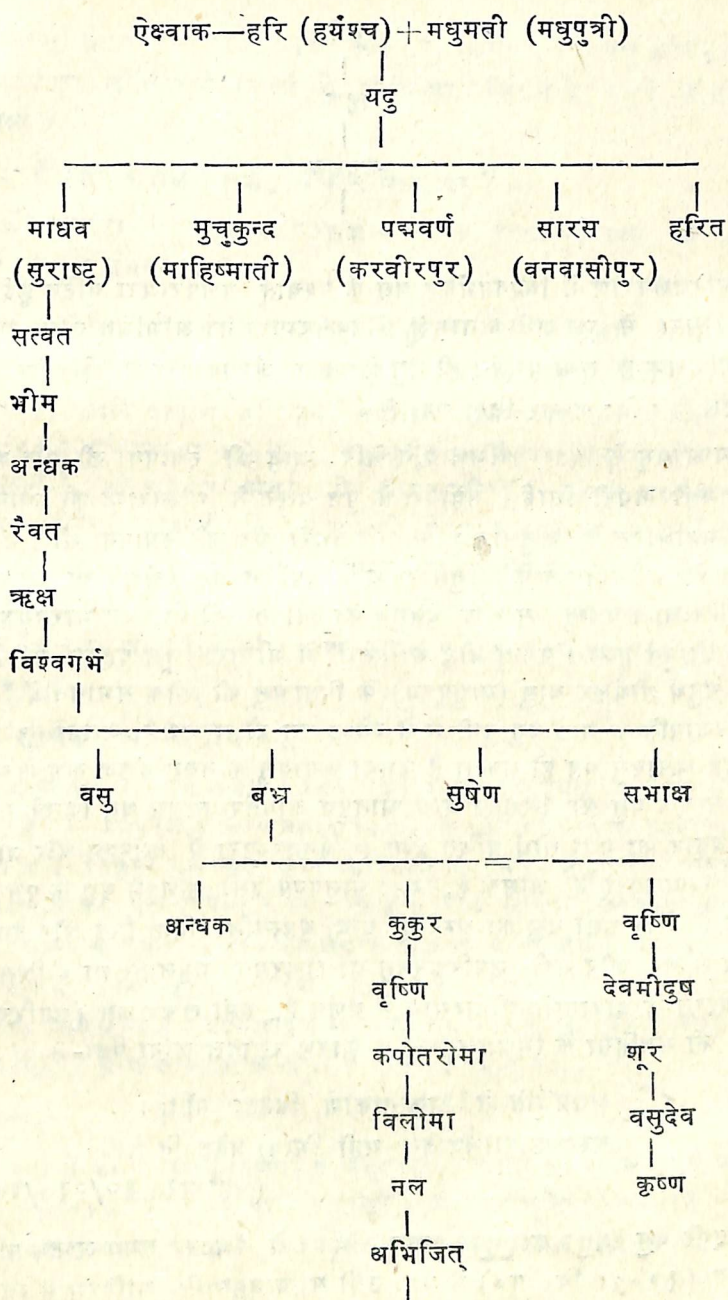 ऐक्ष्वाक—हरि (हर्यश्च)+मधुमती (मधुपुत्री)
यदु
माधव मुचुकुन्द पद्मवर्ण सारस हरित
(सुराष्ट्र) (माहिष्माती) (करवीरपुर) (वनवासीपुर)
सत्वत
भीम
अन्धक
रैवत
ऋक्ष
विश्वगर्भ
वसु बभ्रु सुषेण सभाक्ष
अन्धक कुकुर वृष्णि
वृष्णि देवमीदुष
कपोतरोमा शूर
विलोमा वसुदेव
नल कृष्ण
अभिजित्